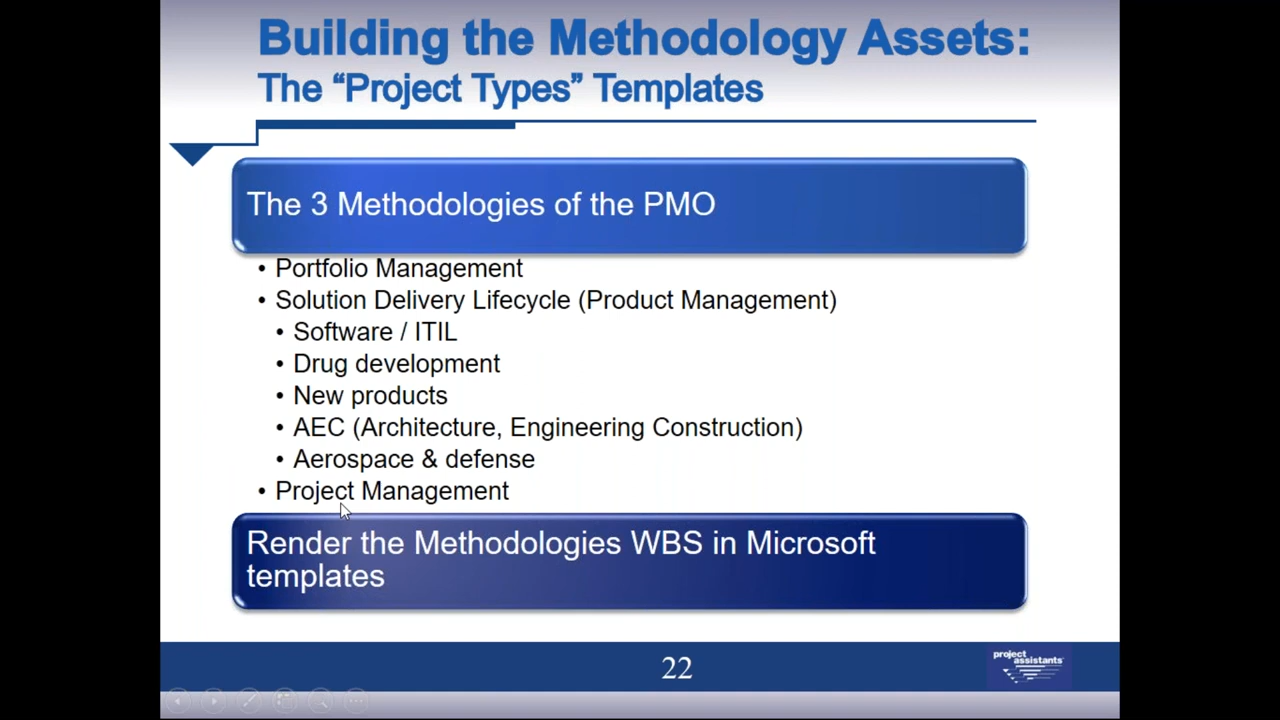 Building the Methodology Assets:
The “Project Types” Templates
The 3 Methodologies of the PMO
• Portfolio Management
• Solution Delivery Lifecycle (Product Management)
• Software / ITIL
• Drug development
• New products
• AEC (Architecture, Engineering Construction)
• Aerospace & defense
• Project Management
Render the Methodologies WBS in Microsoft
templates
22
project
assistants